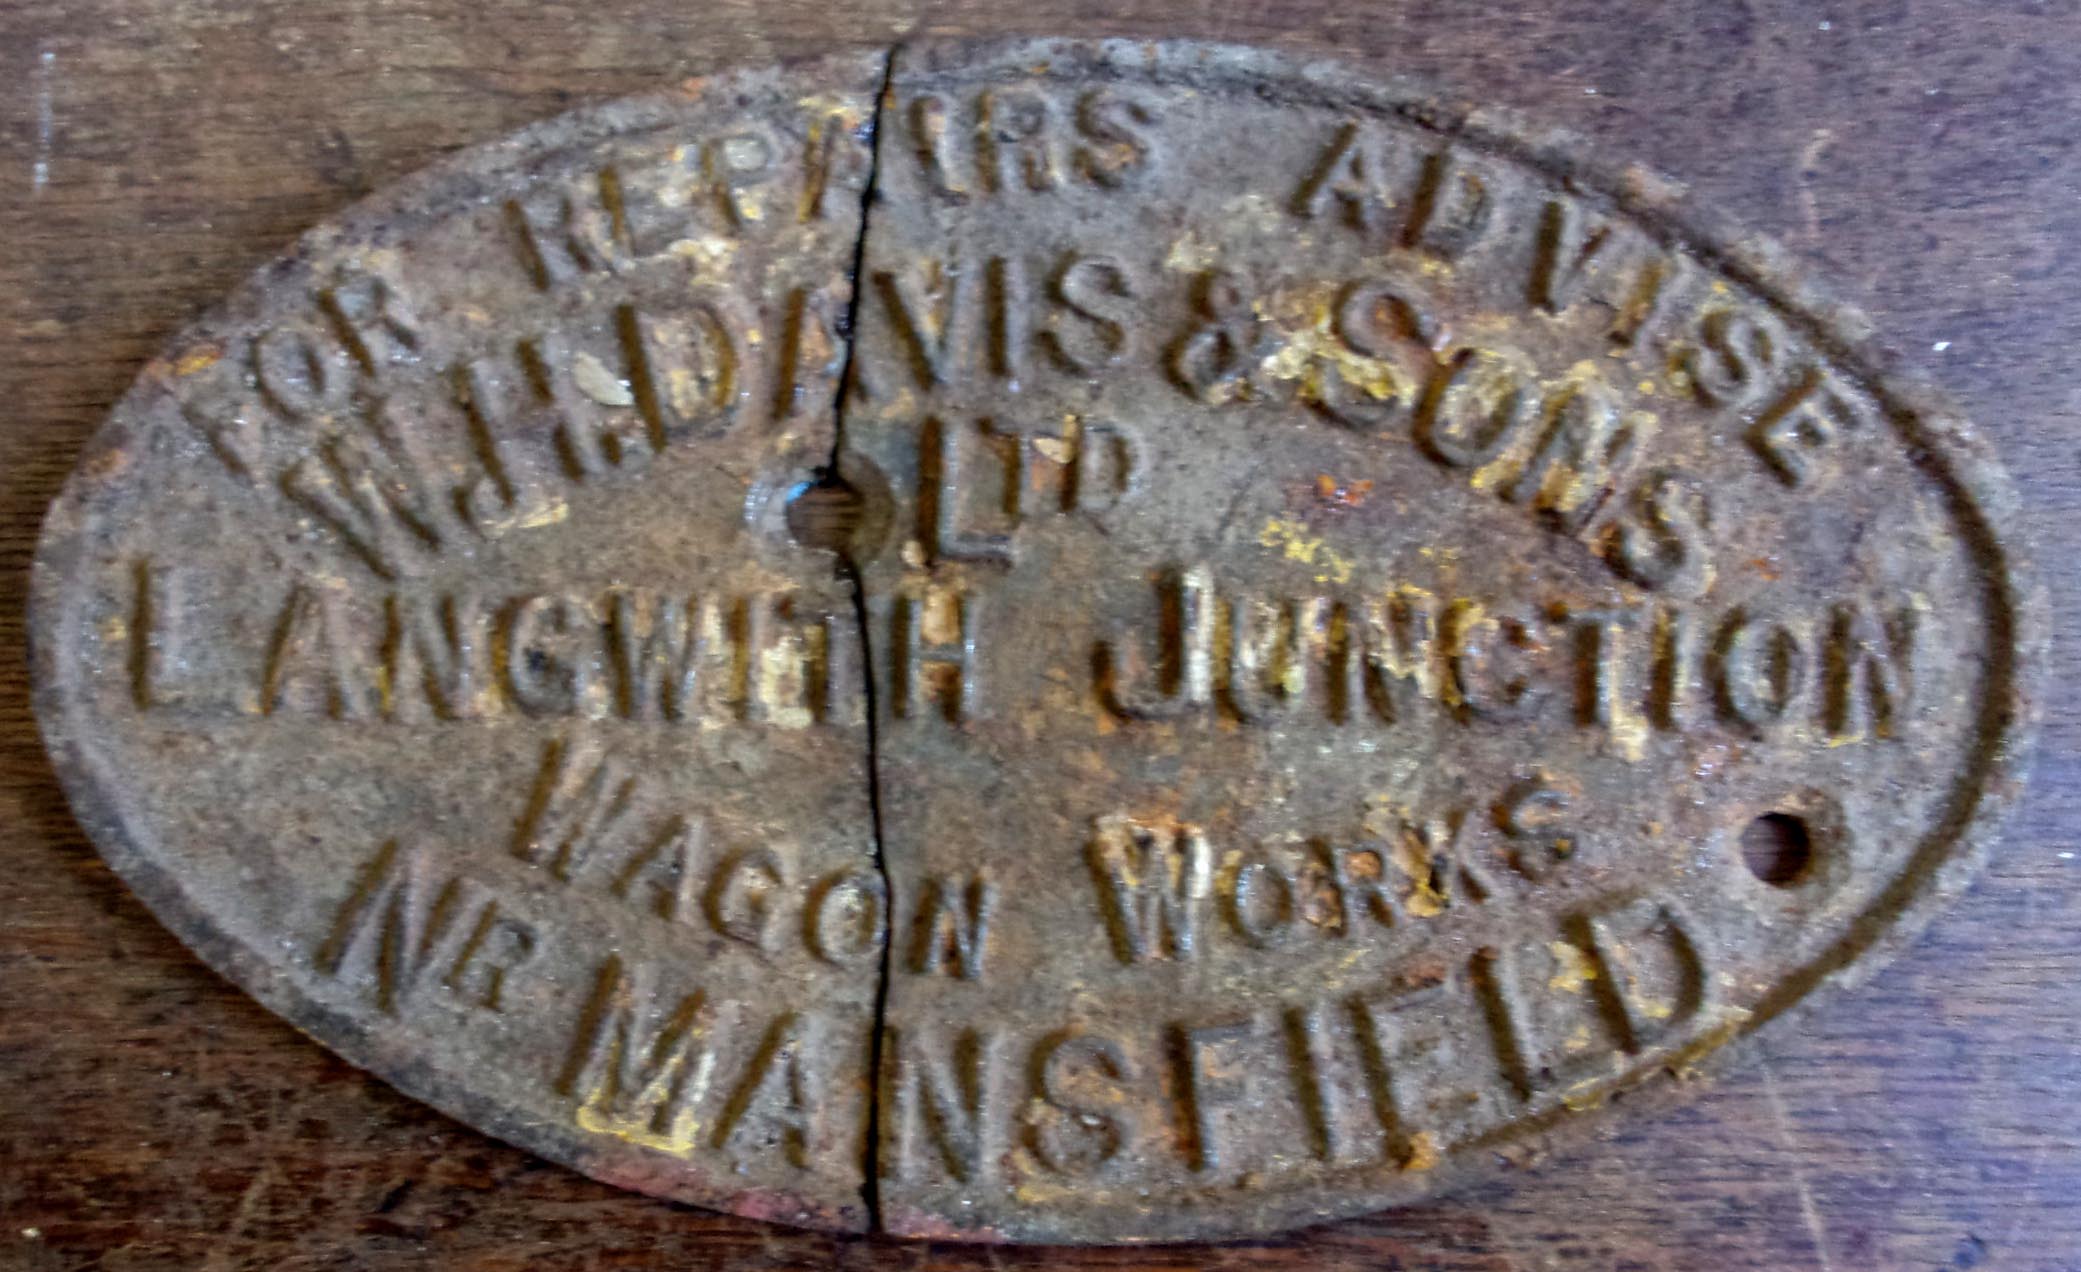 FOR REPAIRS ADVISE
W.H. DAVIS & SONS
LTD
LANGWITH JUNCTION
WAGON WORKS
NR MANSFIELD